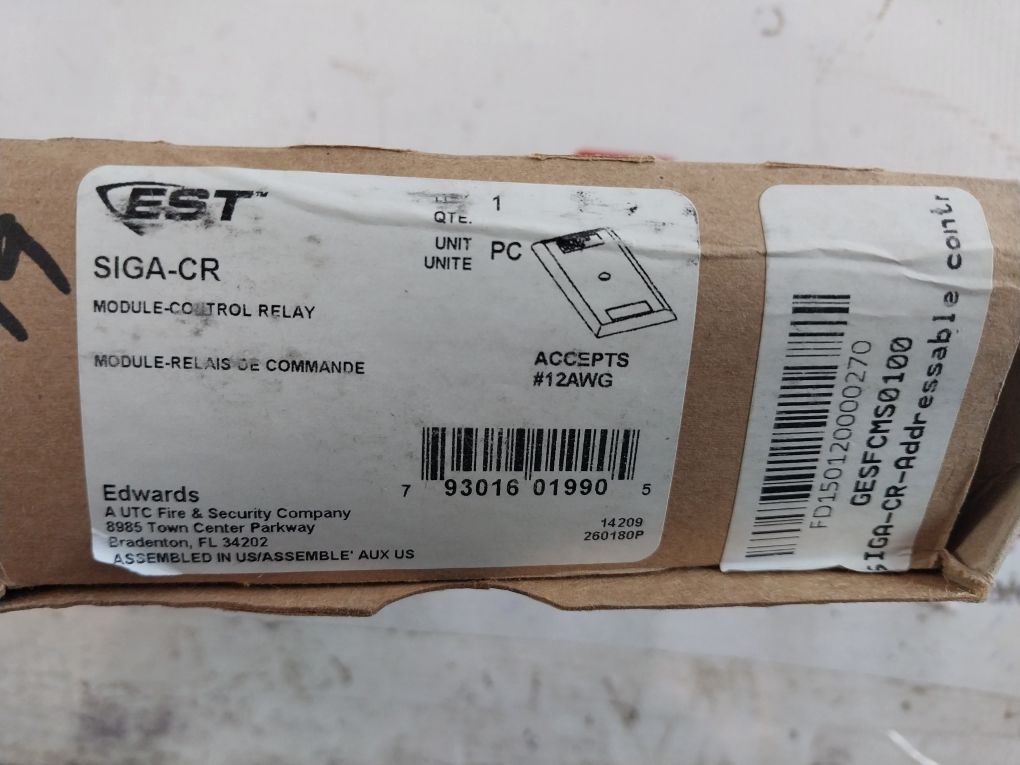 EST™
SIGA-CR
MODULE-CONTROL RELAY
MODULE-RELAIS DE COMMANDE
QTE. 1
UNIT
UNITE
PC
ACCEPTS
#12AWG
7 93016 01990 5
Edwards
A UTC Fire & Security Company
8985 Town Center Parkway
Bradenton, FL 34202
ASSEMBLED IN US/ASSEMBLE' AUX US
14209
260180P
FD15012000027O
GESFCMS0100
SIGA-CR-Addressable contr